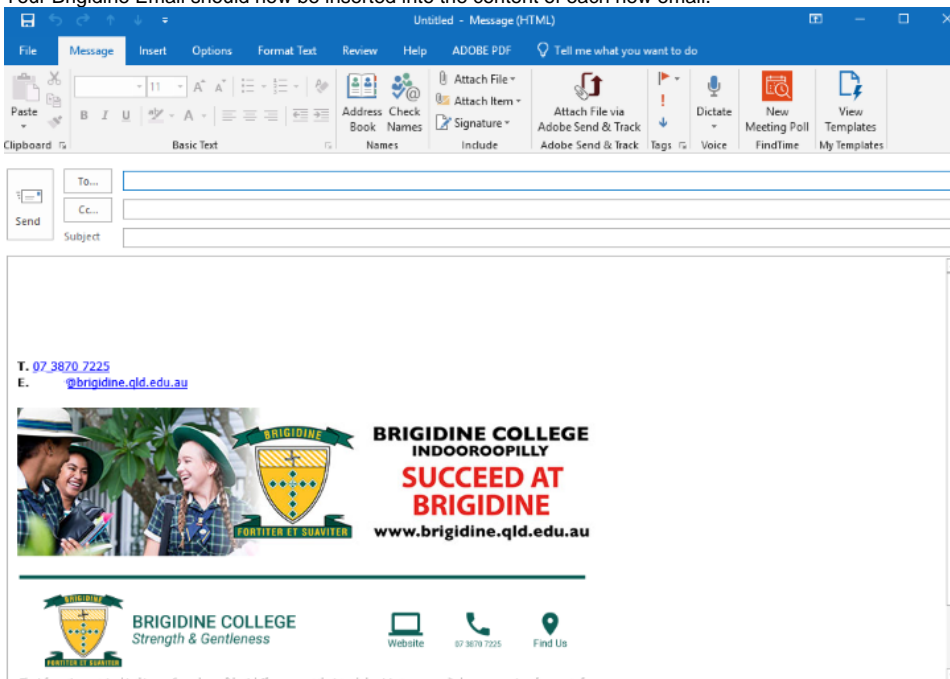 Your Brigidine Email should now be inserted into the content of each new email.
Untitled - Message (HTML)
File Message Insert Options Format Text Review Help ADOBE PDF Tell me what you want to do
Paste
Clipboard
11
B I U
Basic Text
Address Book
Check Names
Names
Attach File
Attach Item
Signature
Include
Attach File via
Adobe Send & Track
Adobe Send & Track
Tags
Dictate
Voice
New
Meeting Poll
FindTime
View
Templates
My Templates
Send
To...
Cc...
Subject
T. 07 3870 7225
E. @brigidine.qld.edu.au
BRIGIDINE
FORTITER ET SUAVITER
BRIGIDINE COLLEGE
INDOOROOPILLY
SUCCEED AT
BRIGIDINE
www.brigidine.qld.edu.au
BRIGIDINE
FORTITER ET SUAVITER
BRIGIDINE COLLEGE
Strength & Gentleness
Website
07 3870 7225
Find Us